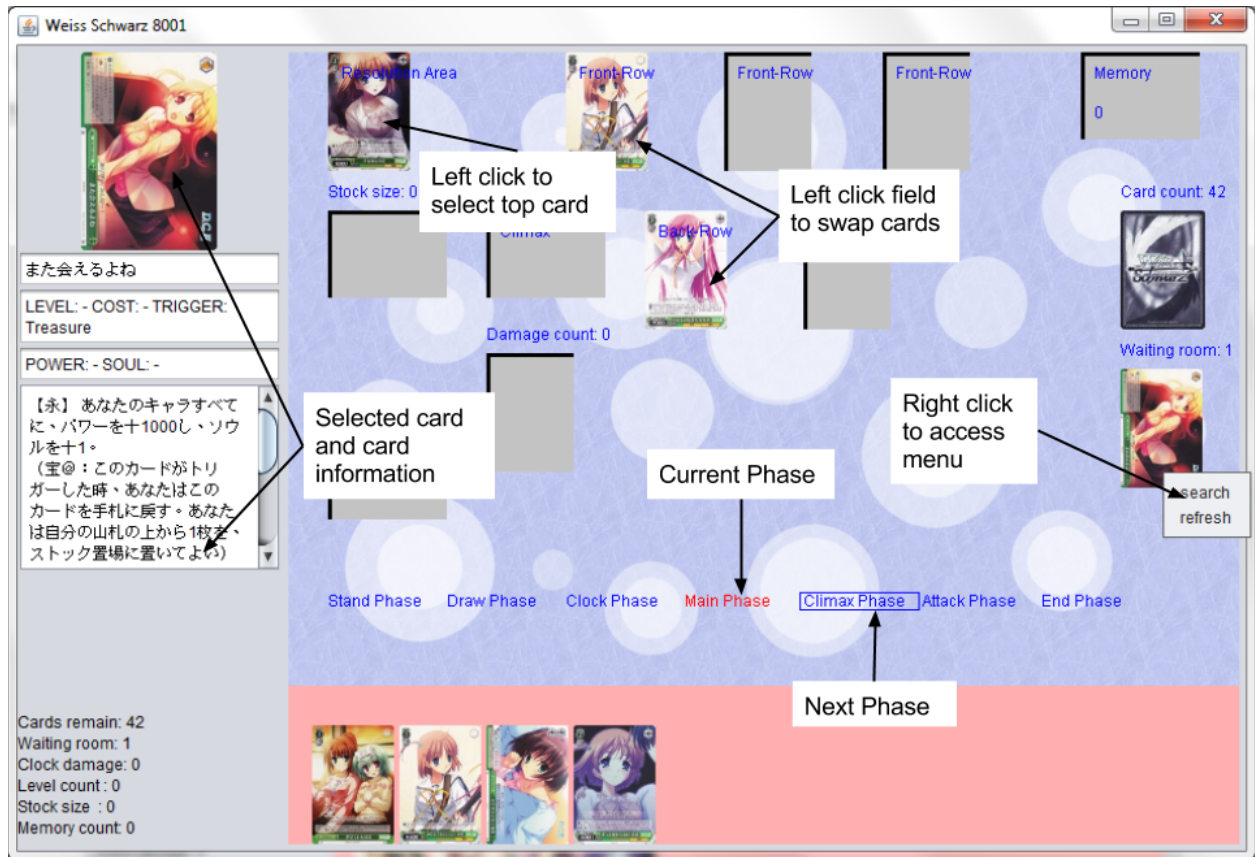 Weiss Schwarz 8001
また会えるよね
LEVEL: - COST: - TRIGGER:
Treasure
POWER: - SOUL: -
【永】 あなたのキャラすべて
に、パワーを＋1000し、ソウ
ルを＋1。
（宝@：このカードがトリ
ガーした時、あなたはこの
カードを手札に戻す。あなた
は自分の山札の上から1枚を、
ストック置場に置いてよい）
Cards remain: 42
Waiting room: 1
Clock damage: 0
Level count : 0
Stock size : 0
Memory count: 0
Resolution Area
Front-Row
Front-Row
Front-Row
Memory
0
Left click to
select top card
Left click field
to swap cards
Stock size: 0
Card count: 42
Climax
Back-Row
Schwarz
Damage count: 0
Waiting room: 1
Selected card
and card
information
Right click
to access
menu
Current Phase
search
refresh
Stand Phase
Draw Phase
Clock Phase
Main Phase
Climax Phase
Attack Phase
End Phase
Next Phase